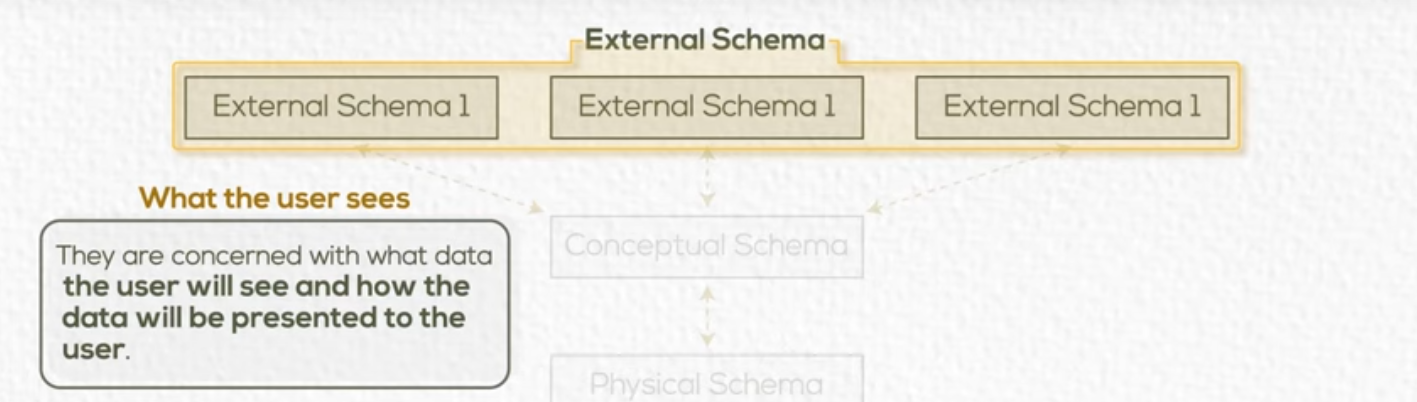 External Schema
External Schema 1
External Schema 1
External Schema 1
What the user sees
They are concerned with what data
the user will see and how the
data will be presented to the
user.
Conceptual Schema
Physical Schema